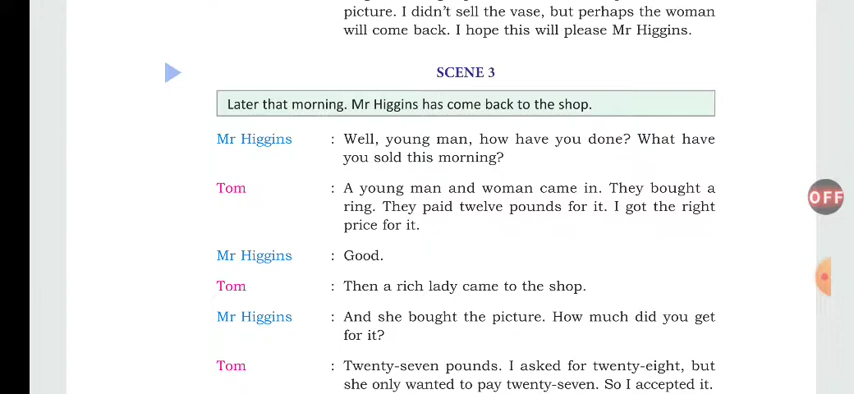 picture. I didn't sell the vase, but perhaps the woman
will come back. I hope this will please Mr Higgins.
SCENE 3
Later that morning. Mr Higgins has come back to the shop.
Mr Higgins : Well, young man, how have you done? What have
you sold this morning?
Tom : A young man and woman came in. They bought a
ring. They paid twelve pounds for it. I got the right
price for it.
Mr Higgins : Good.
Tom : Then a rich lady came to the shop.
Mr Higgins : And she bought the picture. How much did you get
for it?
Tom : Twenty-seven pounds. I asked for twenty-eight, but
she only wanted to pay twenty-seven. So I accepted it.
OFF